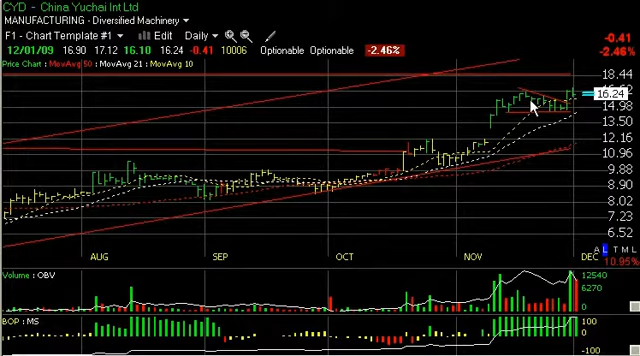 CYD - China Yuchai Int Ltd
MANUFACTURING - Diversified Machinery
F1 - Chart Template #1 Edit Daily
-0.41
12/01/09 16.90 17.12 16.10 16.24 -0.41 10006 Optionable Optionable -2.46%
-2.46%
Price Chart : MovAvg 50 : MovAvg 21 : MovAvg 10
18.44
16.24
14.98
13.50
12.16
10.96
9.88
8.90
8.02
7.23
6.52
A L T M L
AUG SEP OCT NOV DEC
10.95%
Volume : OBV
12540
6270
BOP : MS
100
0
-100